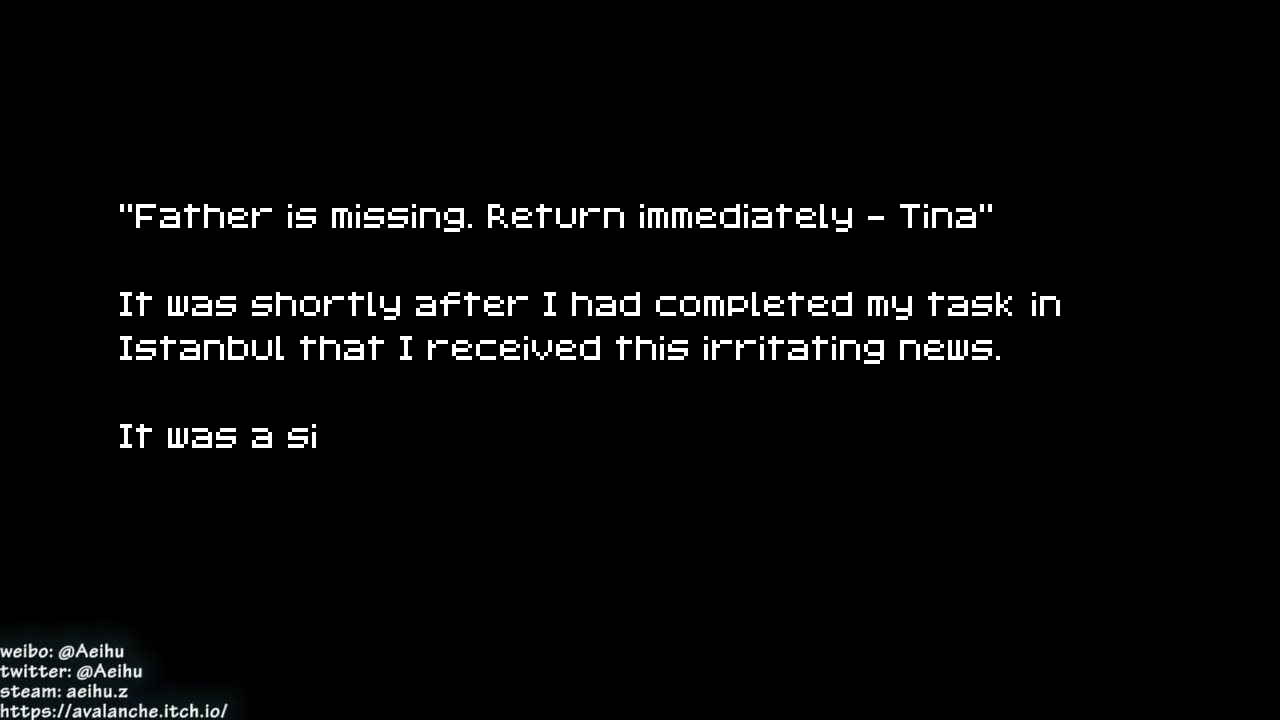 "Father is missing. Return immediately - Tina"
It was shortly after I had completed my task in
Istanbul that I received this irritating news.
It was a si
weibo: @Aeihu
twitter: @Aeihu
steam: aeihu.z
https://avalanche.itch.io/